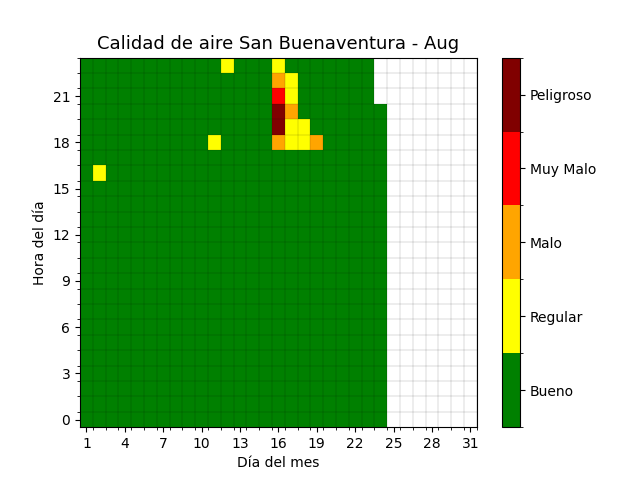 Calidad de aire San Buenaventura - Aug
Hora del día
21
18
15
12
9
6
3
0
1 4 7 10 13 16 19 22 25 28 31
Día del mes
Peligroso
Muy Malo
Malo
Regular
Bueno